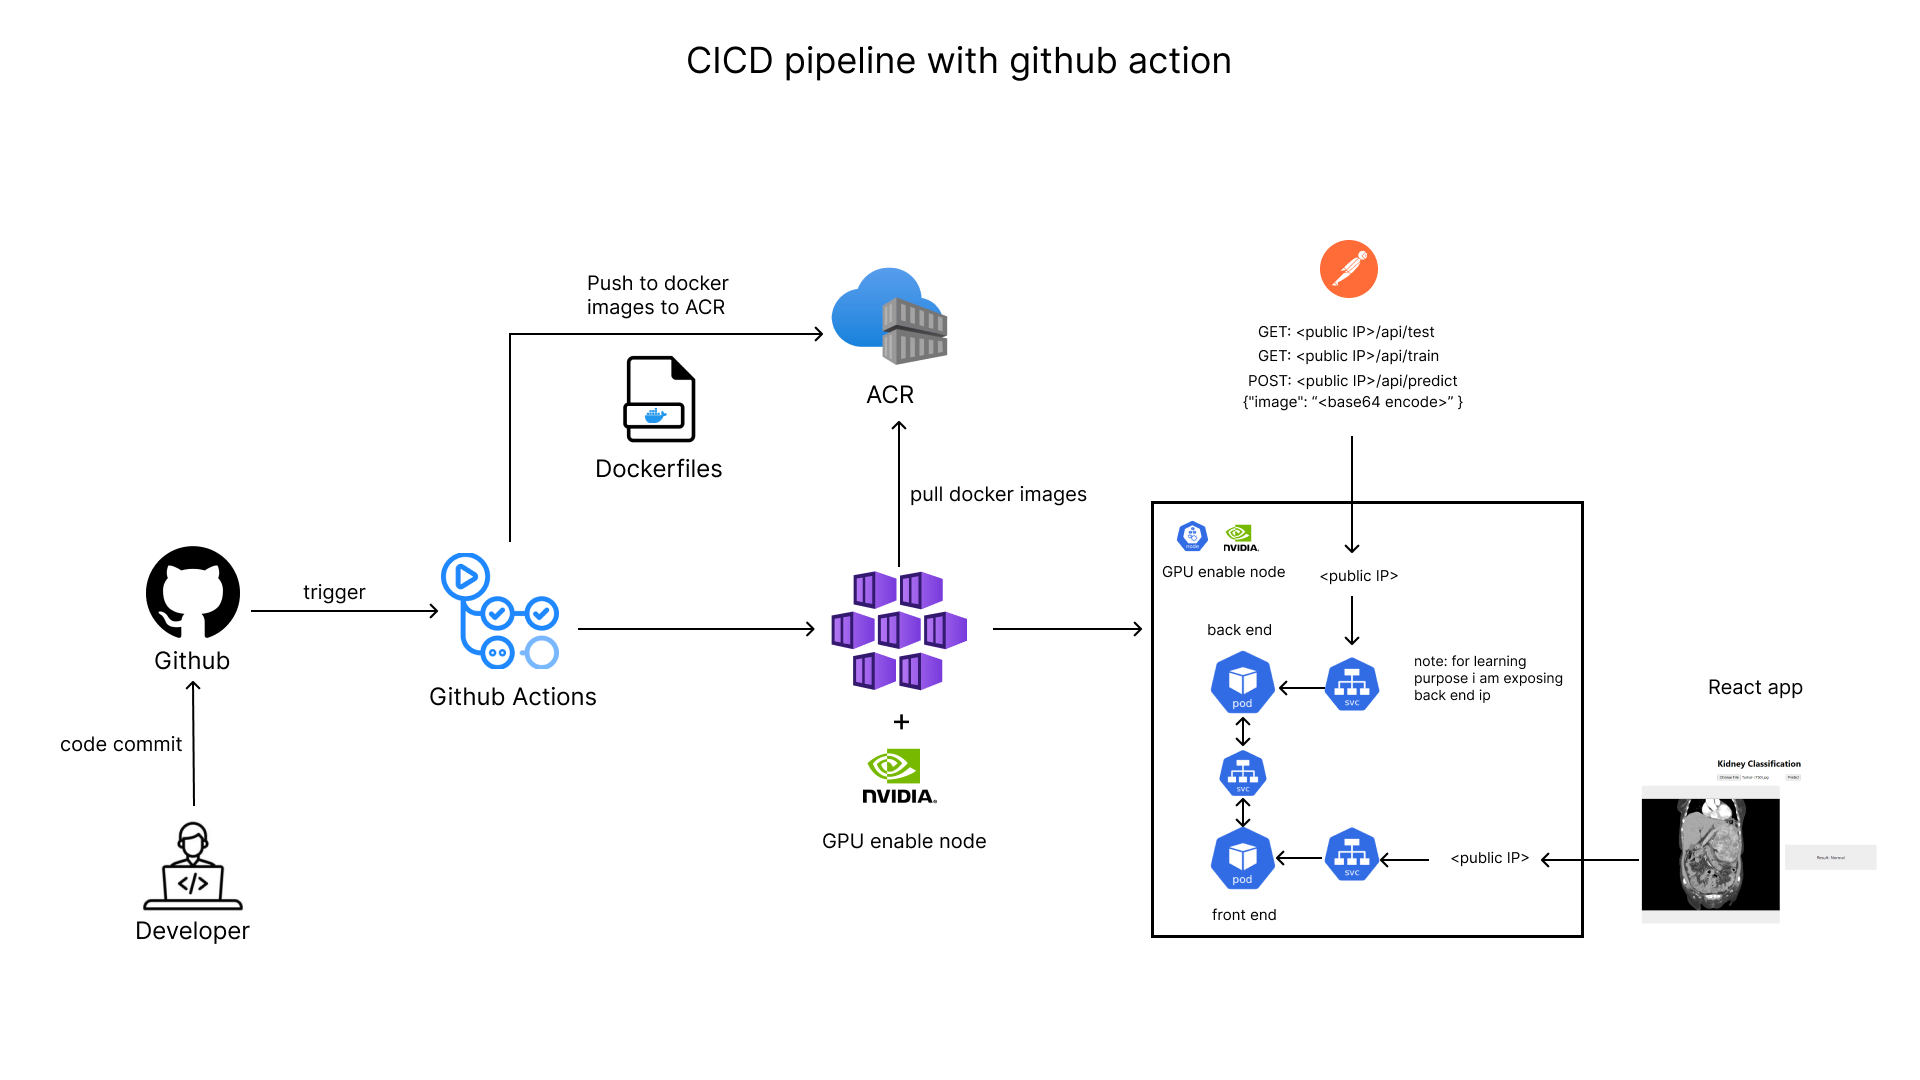 CICD pipeline with github action
Push to docker
images to ACR
Dockerfiles
ACR
pull docker images
Github
trigger
Github Actions
code commit
Developer
+
NVIDIA.
GPU enable node
GET: <public IP>/api/test
GET: <public IP>/api/train
POST: <public IP>/api/predict
{"image": “<base64 encode>” }
node
NVIDIA.
GPU enable node
<public IP>
back end
pod
svc
note: for learning
purpose i am exposing
back end ip
svc
pod
svc
<public IP>
front end
React app
Kidney Classification
Choose File
Predict
Result: Normal